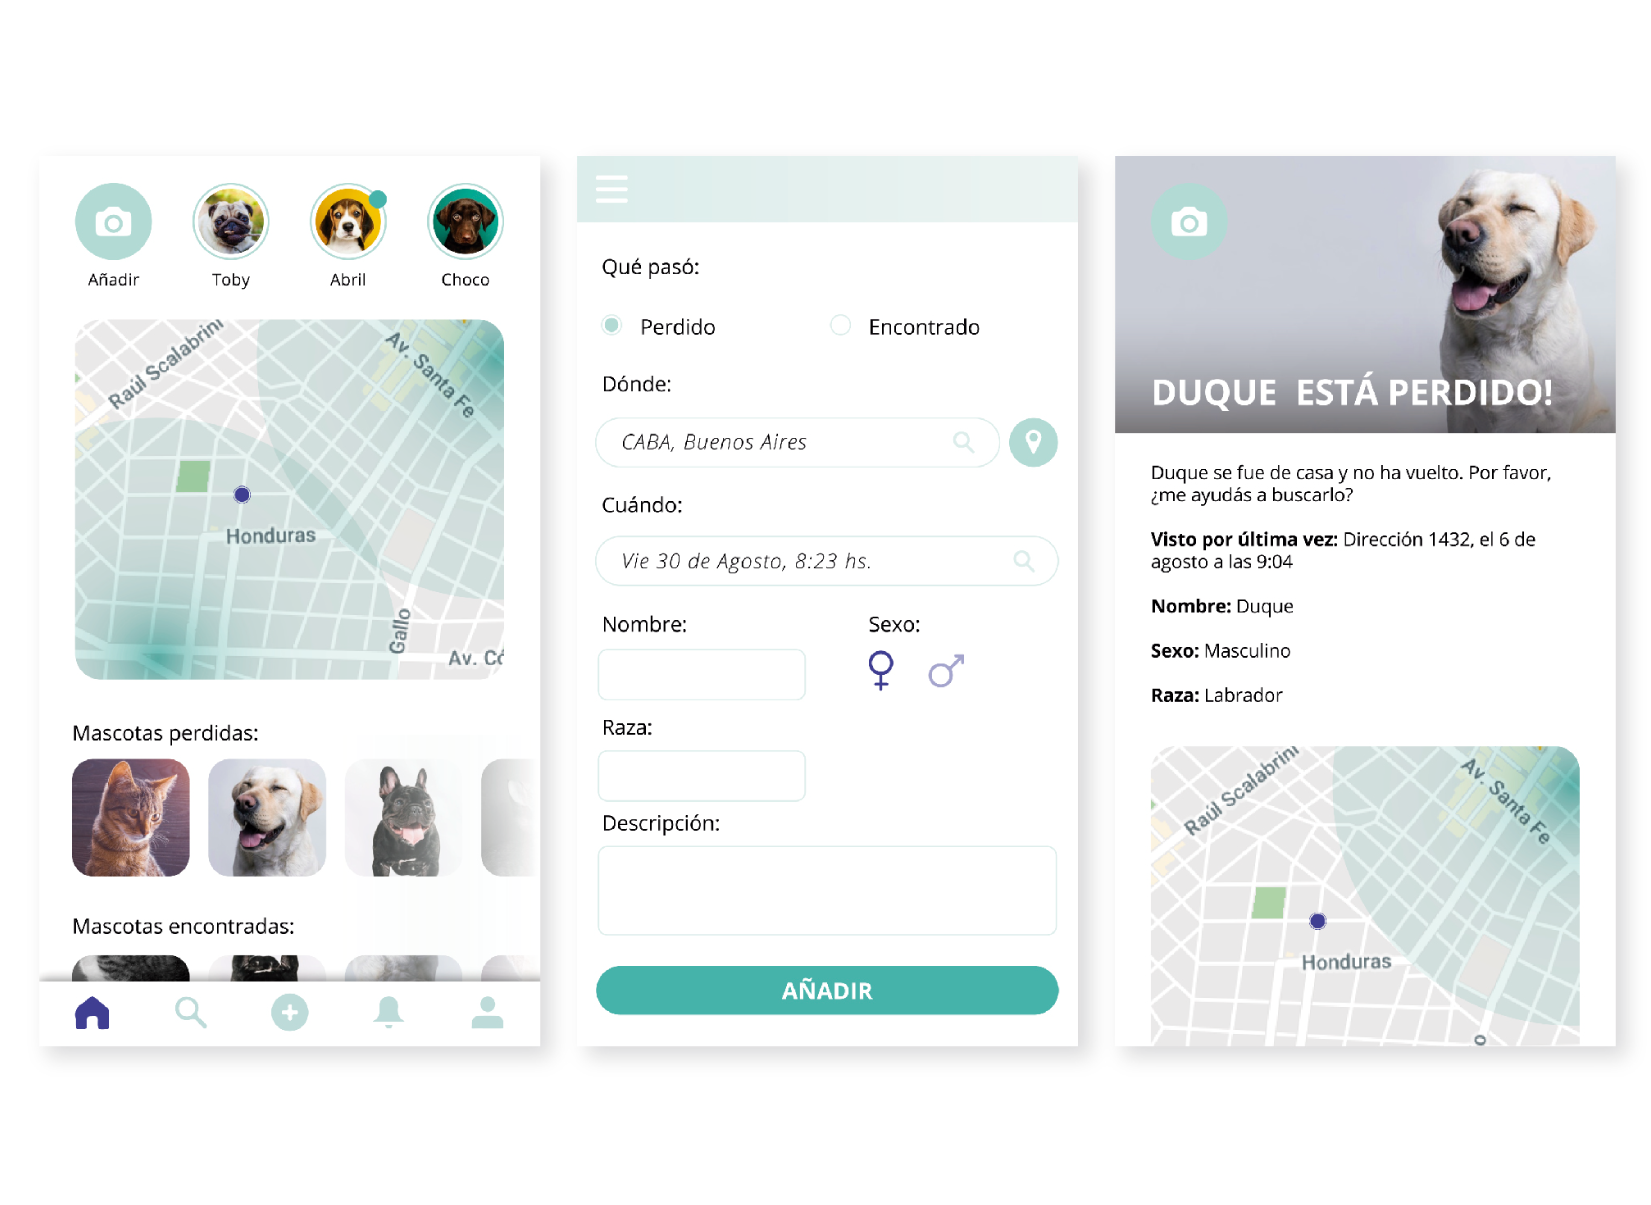 Añadir
Toby
Abril
Choco
Raúl Scalabrini
Av. Santa Fe
Honduras
Gallo
Av. Có
Mascotas perdidas:
Mascotas encontradas:
Qué pasó:
Perdido
Encontrado
Dónde:
CABA, Buenos Aires
Cuándo:
Vie 30 de Agosto, 8:23 hs.
Nombre:
Sexo:
Raza:
Descripción:
AÑADIR
DUQUE ESTÁ PERDIDO!
Duque se fue de casa y no ha vuelto. Por favor,
¿me ayudás a buscarlo?
Visto por última vez: Dirección 1432, el 6 de
agosto a las 9:04
Nombre: Duque
Sexo: Masculino
Raza: Labrador
Raúl Scalabrini
Av. Santa Fe
Honduras
o